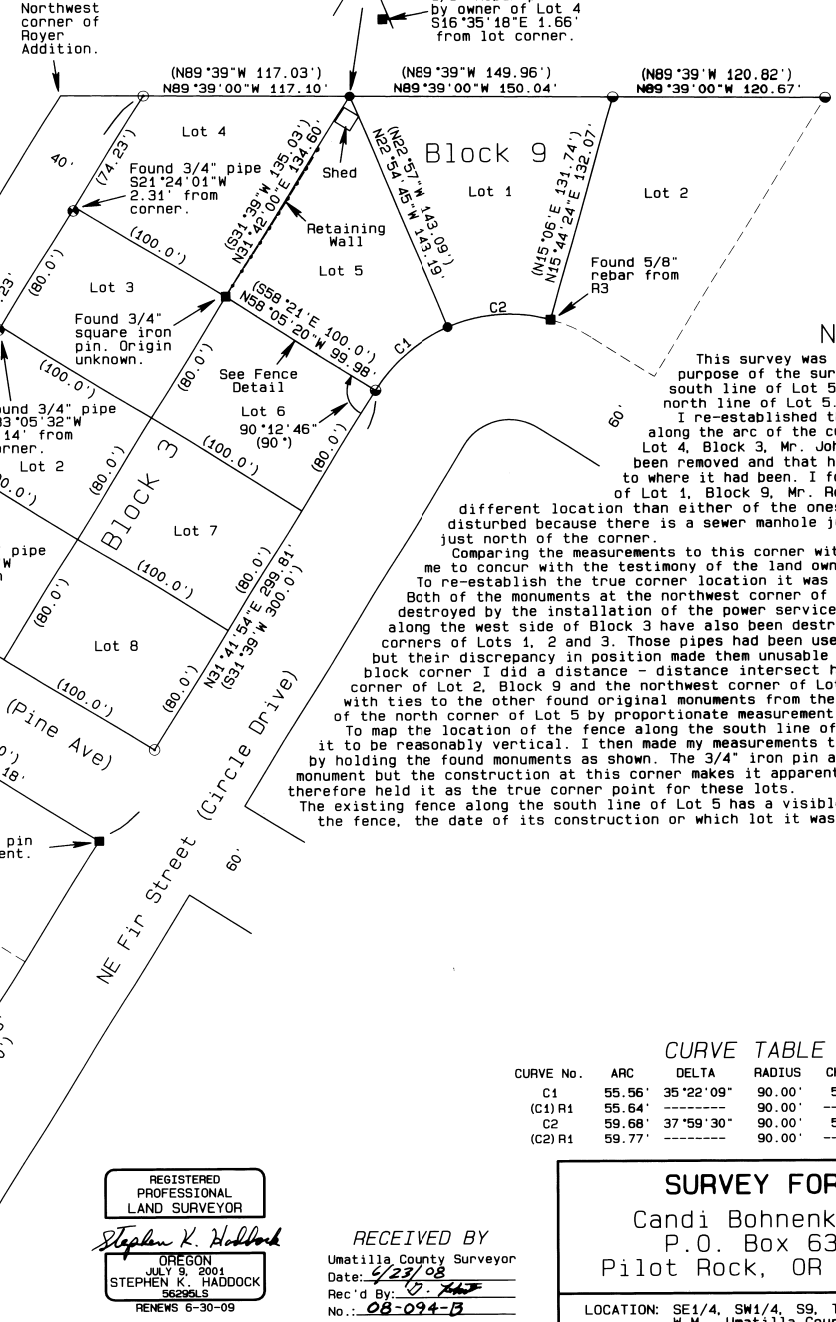 Northwest
corner of
Royer
Addition.
by owner of Lot 4
S16°35'18"E 1.66'
from lot corner.
(N89°39"W 117.03')
N89°39'00"W 117.10'
(N89°39"W 149.96')
N89°39'00"W 150.04'
(N89°39'W 120.82')
N89°39'00"W 120.67'
Lot 4
40'
(74.23')
Found 3/4" pipe
S21°24'01"W
2.31' from
corner.
(S31°39"W 135.03')
N31°42'00"E 134.60'
Shed
Block 9
Lot 1
(N22°57"W 143.09')
N22°54'45"W 143.19'
(N15°06'E 131.74')
N15°44'24"E 132.07'
Lot 2
(100.0')
Retaining
Wall
Lot 5
Found 5/8"
rebar from
R3
(80.0')
Lot 3
Found 3/4"
square iron
pin. Origin
unknown.
(S58°21'E 100.0')
N58°05'20"W 99.98'
C1
C2
See Fence
Detail
Lot 6
90°12'46"
(90°)
(100.0')
(80.0')
(100.0')
(80.0')
60'
ound 3/4" pipe
3°05'32"W
14' from
rner.
Lot 2
(80.0')
Block 3
Lot 7
(100.0')
(80.0')
pipe
(80.0')
Lot 8
(100.0')
(80.0')
N31°41'54"E 299.81'
(S31°39'W 300.0')
(Pine Ave)
18'
NE Fir Street (Circle Drive)
60'
pin
ent.
N
This survey was
purpose of the sur
south line of Lot 5
north line of Lot 5.
I re-established t
along the arc of the c
Lot 4, Block 3, Mr. Joh
been removed and that h
to where it had been. I f
of Lot 1, Block 9, Mr. R
different location than either of the one
disturbed because there is a sewer manhole j
just north of the corner.
Comparing the measurements to this corner wit
me to concur with the testimony of the land own
To re-establish the true corner location it was
Both of the monuments at the northwest corner of
destroyed by the installation of the power service
along the west side of Block 3 have also been destr
corners of Lots 1, 2 and 3. Those pipes had been use
but their discrepancy in position made them unusable
block corner I did a distance - distance intersect h
corner of Lot 2, Block 9 and the northwest corner of Lo
with ties to the other found original monuments from the
of the north corner of Lot 5 by proportionate measurement
To map the location of the fence along the south line of
it to be reasonably vertical. I then made my measurements t
by holding the found monuments as shown. The 3/4" iron pin a
monument but the construction at this corner makes it apparent
therefore held it as the true corner point for these lots.
The existing fence along the south line of Lot 5 has a visibl
the fence, the date of its construction or which lot it was
CURVE TABLE
CURVE No. ARC DELTA RADIUS
C1 55.56' 35°22'09" 90.00'
(C1)R1 55.64' -------- 90.00'
C2 59.68' 37°59'30" 90.00'
(C2)R1 59.77' -------- 90.00'
REGISTERED
PROFESSIONAL
LAND SURVEYOR
Stephen K. Haddock
OREGON
JULY 9, 2001
STEPHEN K. HADDOCK
56295LS
RENEWS 6-30-09
RECEIVED BY
Umatilla County Surveyor
Date: 6/23/08
Rec'd By:
No.: 08-094-B
SURVEY FOR
Candi Bohnenk
P.O. Box 63
Pilot Rock, OR
LOCATION: SE1/4, SW1/4, S9,
W.M., Umatilla Cou